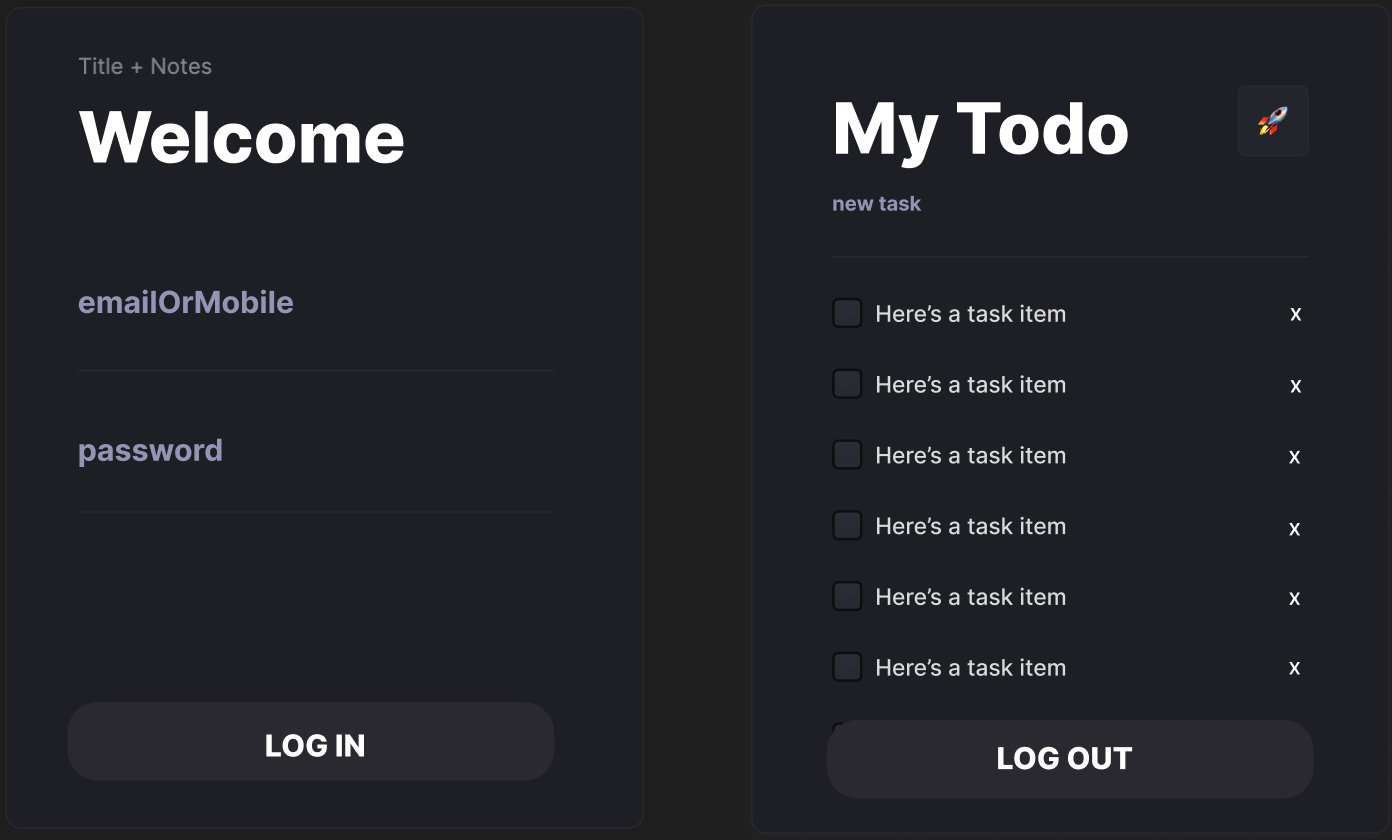 Title + Notes
Welcome
emailOrMobile
password
LOG IN
My Todo
new task
Here’s a task item x
Here’s a task item x
Here’s a task item x
Here’s a task item x
Here’s a task item x
Here’s a task item x
LOG OUT